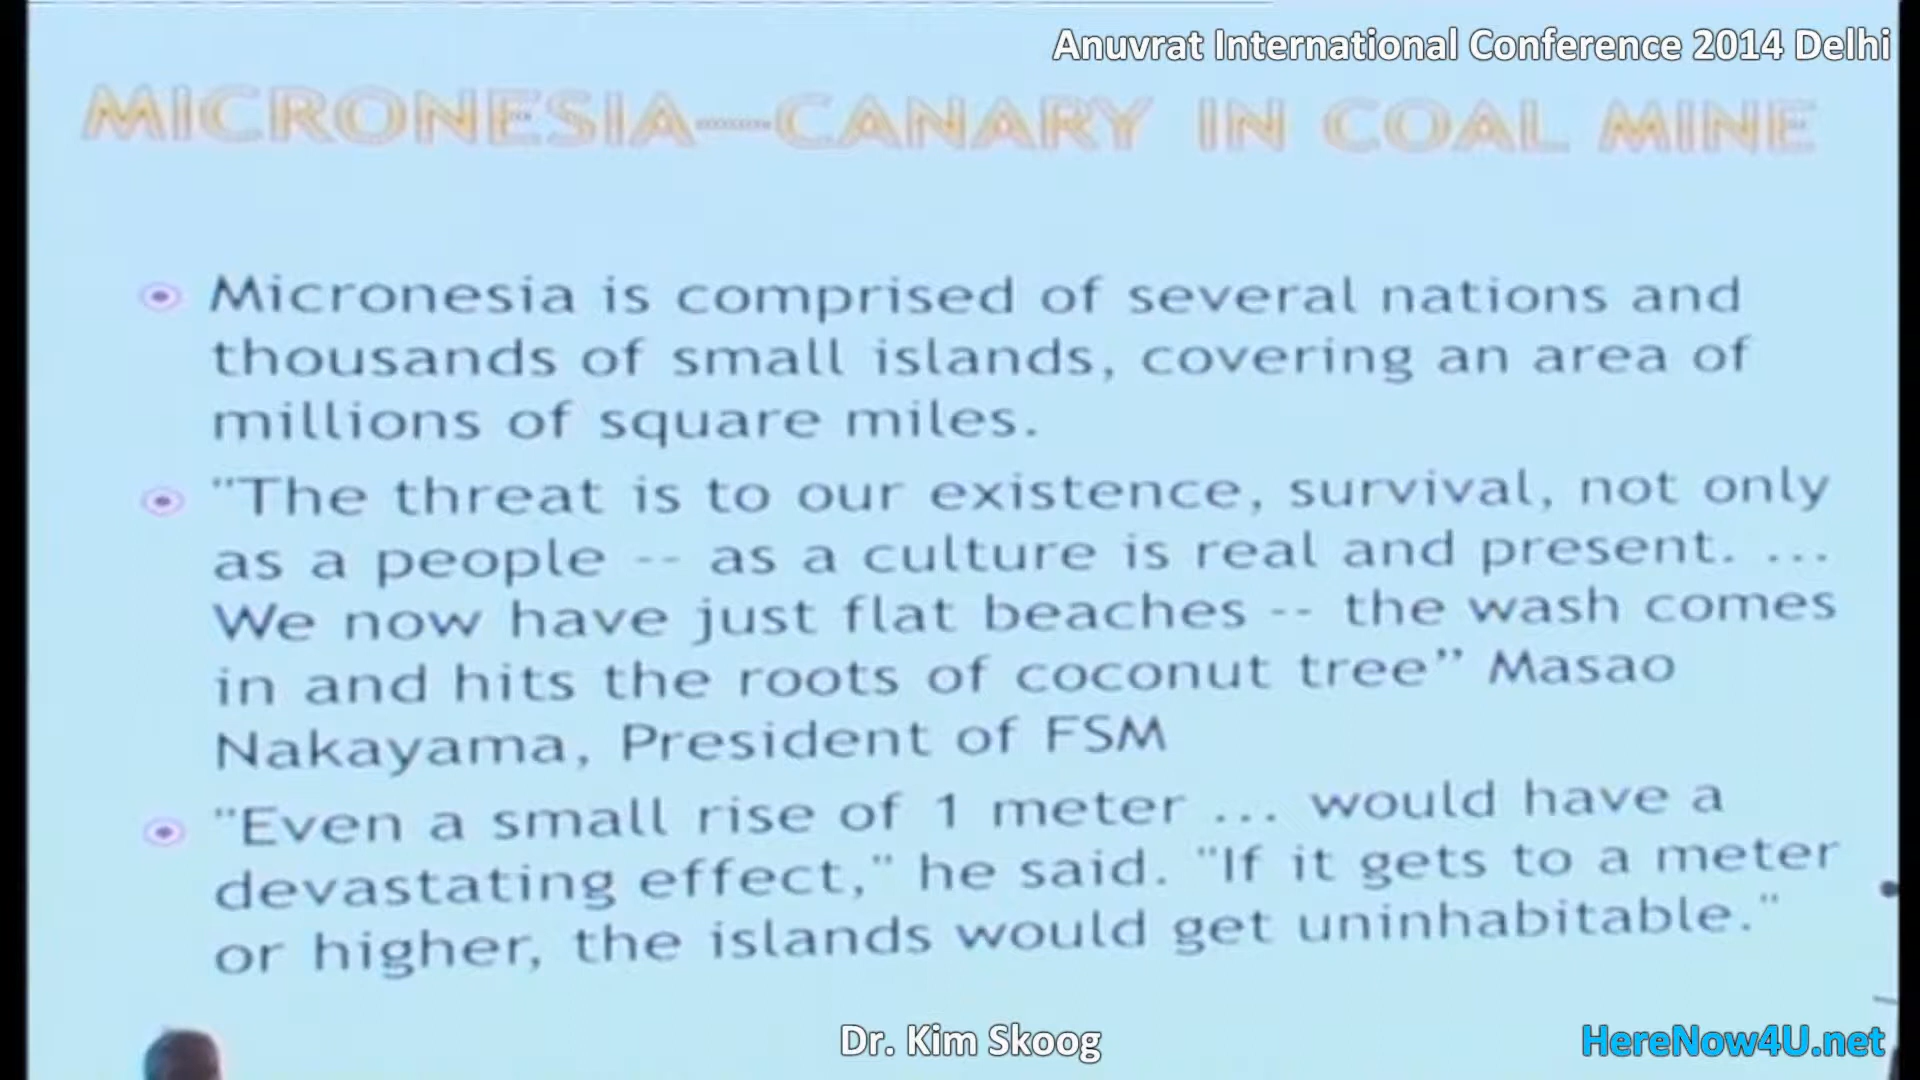 Anuvrat International Conference 2014 Delhi
MICRONESIA—CANARY IN COAL MINE
Micronesia is comprised of several nations and
thousands of small islands, covering an area of
millions of square miles.
"The threat is to our existence, survival, not only
as a people -- as a culture is real and present. ...
We now have just flat beaches -- the wash comes
in and hits the roots of coconut tree” Masao
Nakayama, President of FSM
"Even a small rise of 1 meter ... would have a
devastating effect," he said. "If it gets to a meter
or higher, the islands would get uninhabitable."
Dr. Kim Skoog
HereNow4U.net